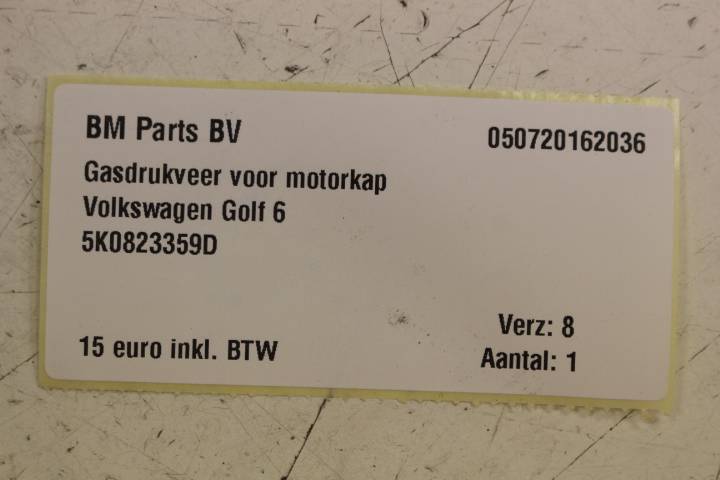 BM Parts BV 050720162036
Gasdrukveer voor motorkap
Volkswagen Golf 6
5K0823359D
Verz: 8
15 euro inkl. BTW Aantal: 1